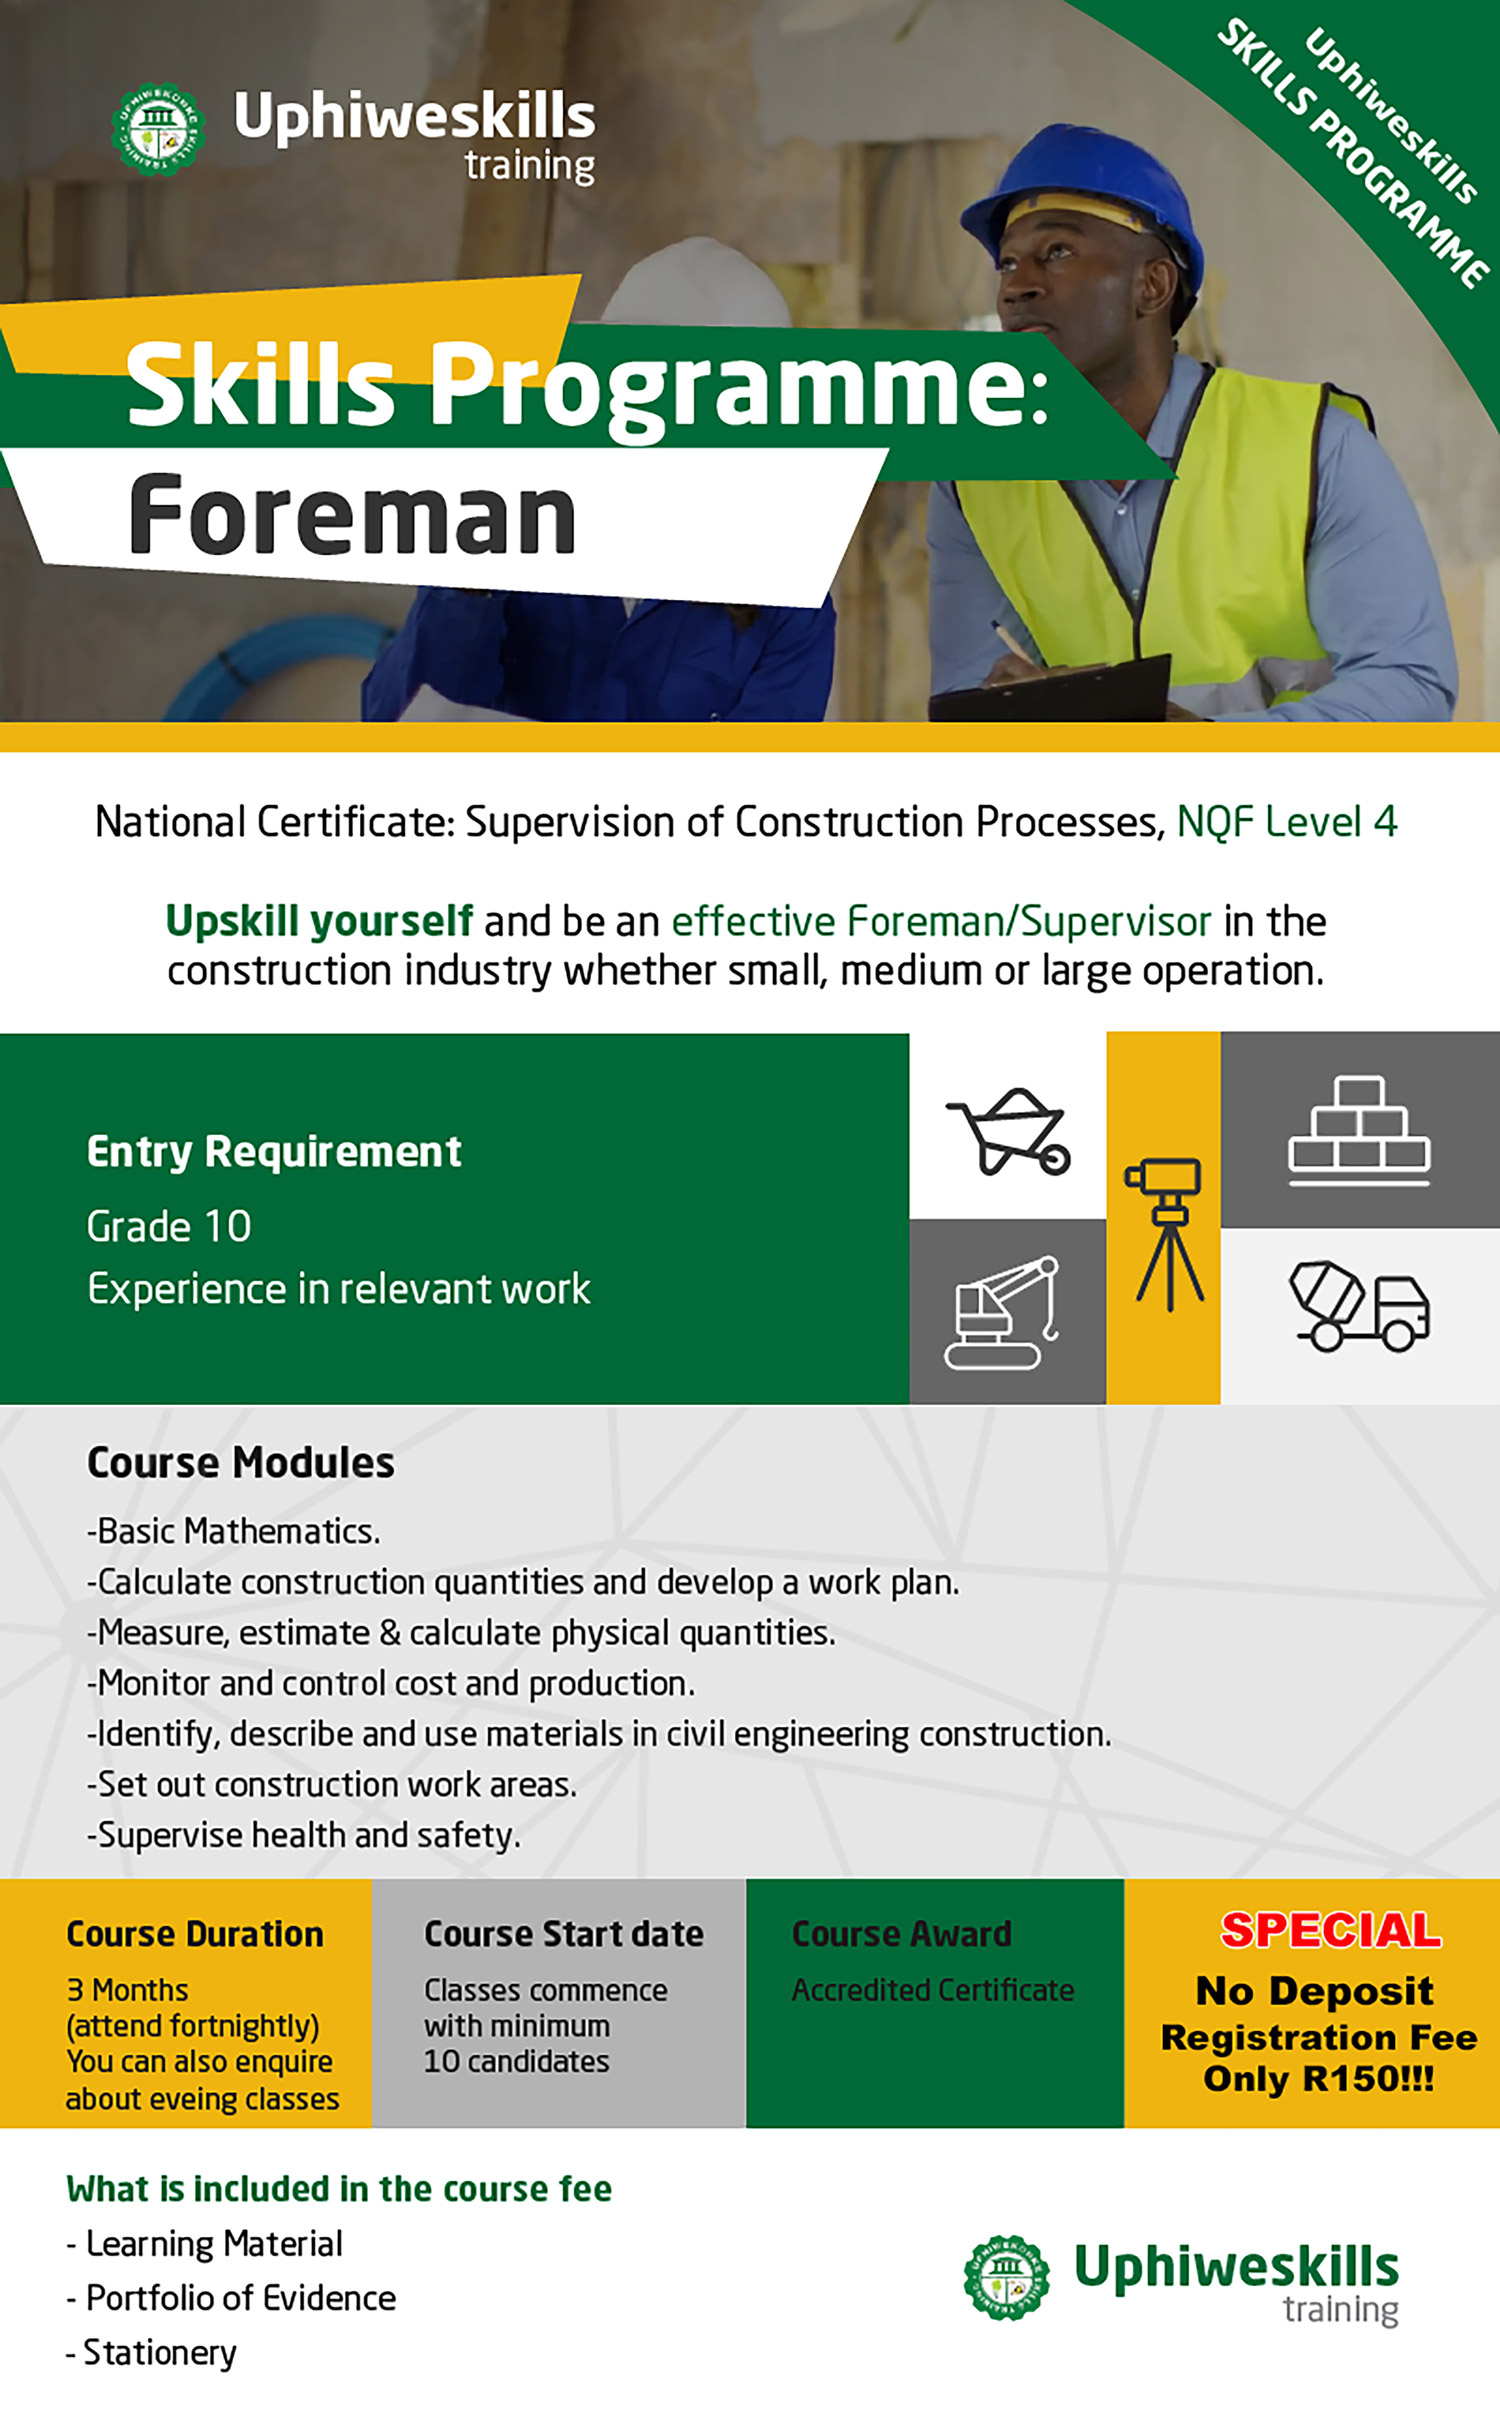 Uphiweskills
training
Uphiweskills
SKILLS PROGRAMME
Skills Programme:
Foreman
National Certificate: Supervision of Construction Processes, NQF Level 4
Upskill yourself and be an effective Foreman/Supervisor in the
construction industry whether small, medium or large operation.
Entry Requirement
Grade 10
Experience in relevant work
Course Modules
-Basic Mathematics.
-Calculate construction quantities and develop a work plan.
-Measure, estimate & calculate physical quantities.
-Monitor and control cost and production.
-Identify, describe and use materials in civil engineering construction.
-Set out construction work areas.
-Supervise health and safety.
Course Duration
3 Months
(attend fortnightly)
You can also enquire
about eveing classes
Course Start date
Classes commence
with minimum
10 candidates
Course Award
Accredited Certificate
SPECIAL
No Deposit
Registration Fee
Only R150!!!
What is included in the course fee
- Learning Material
- Portfolio of Evidence
- Stationery
Uphiweskills
training